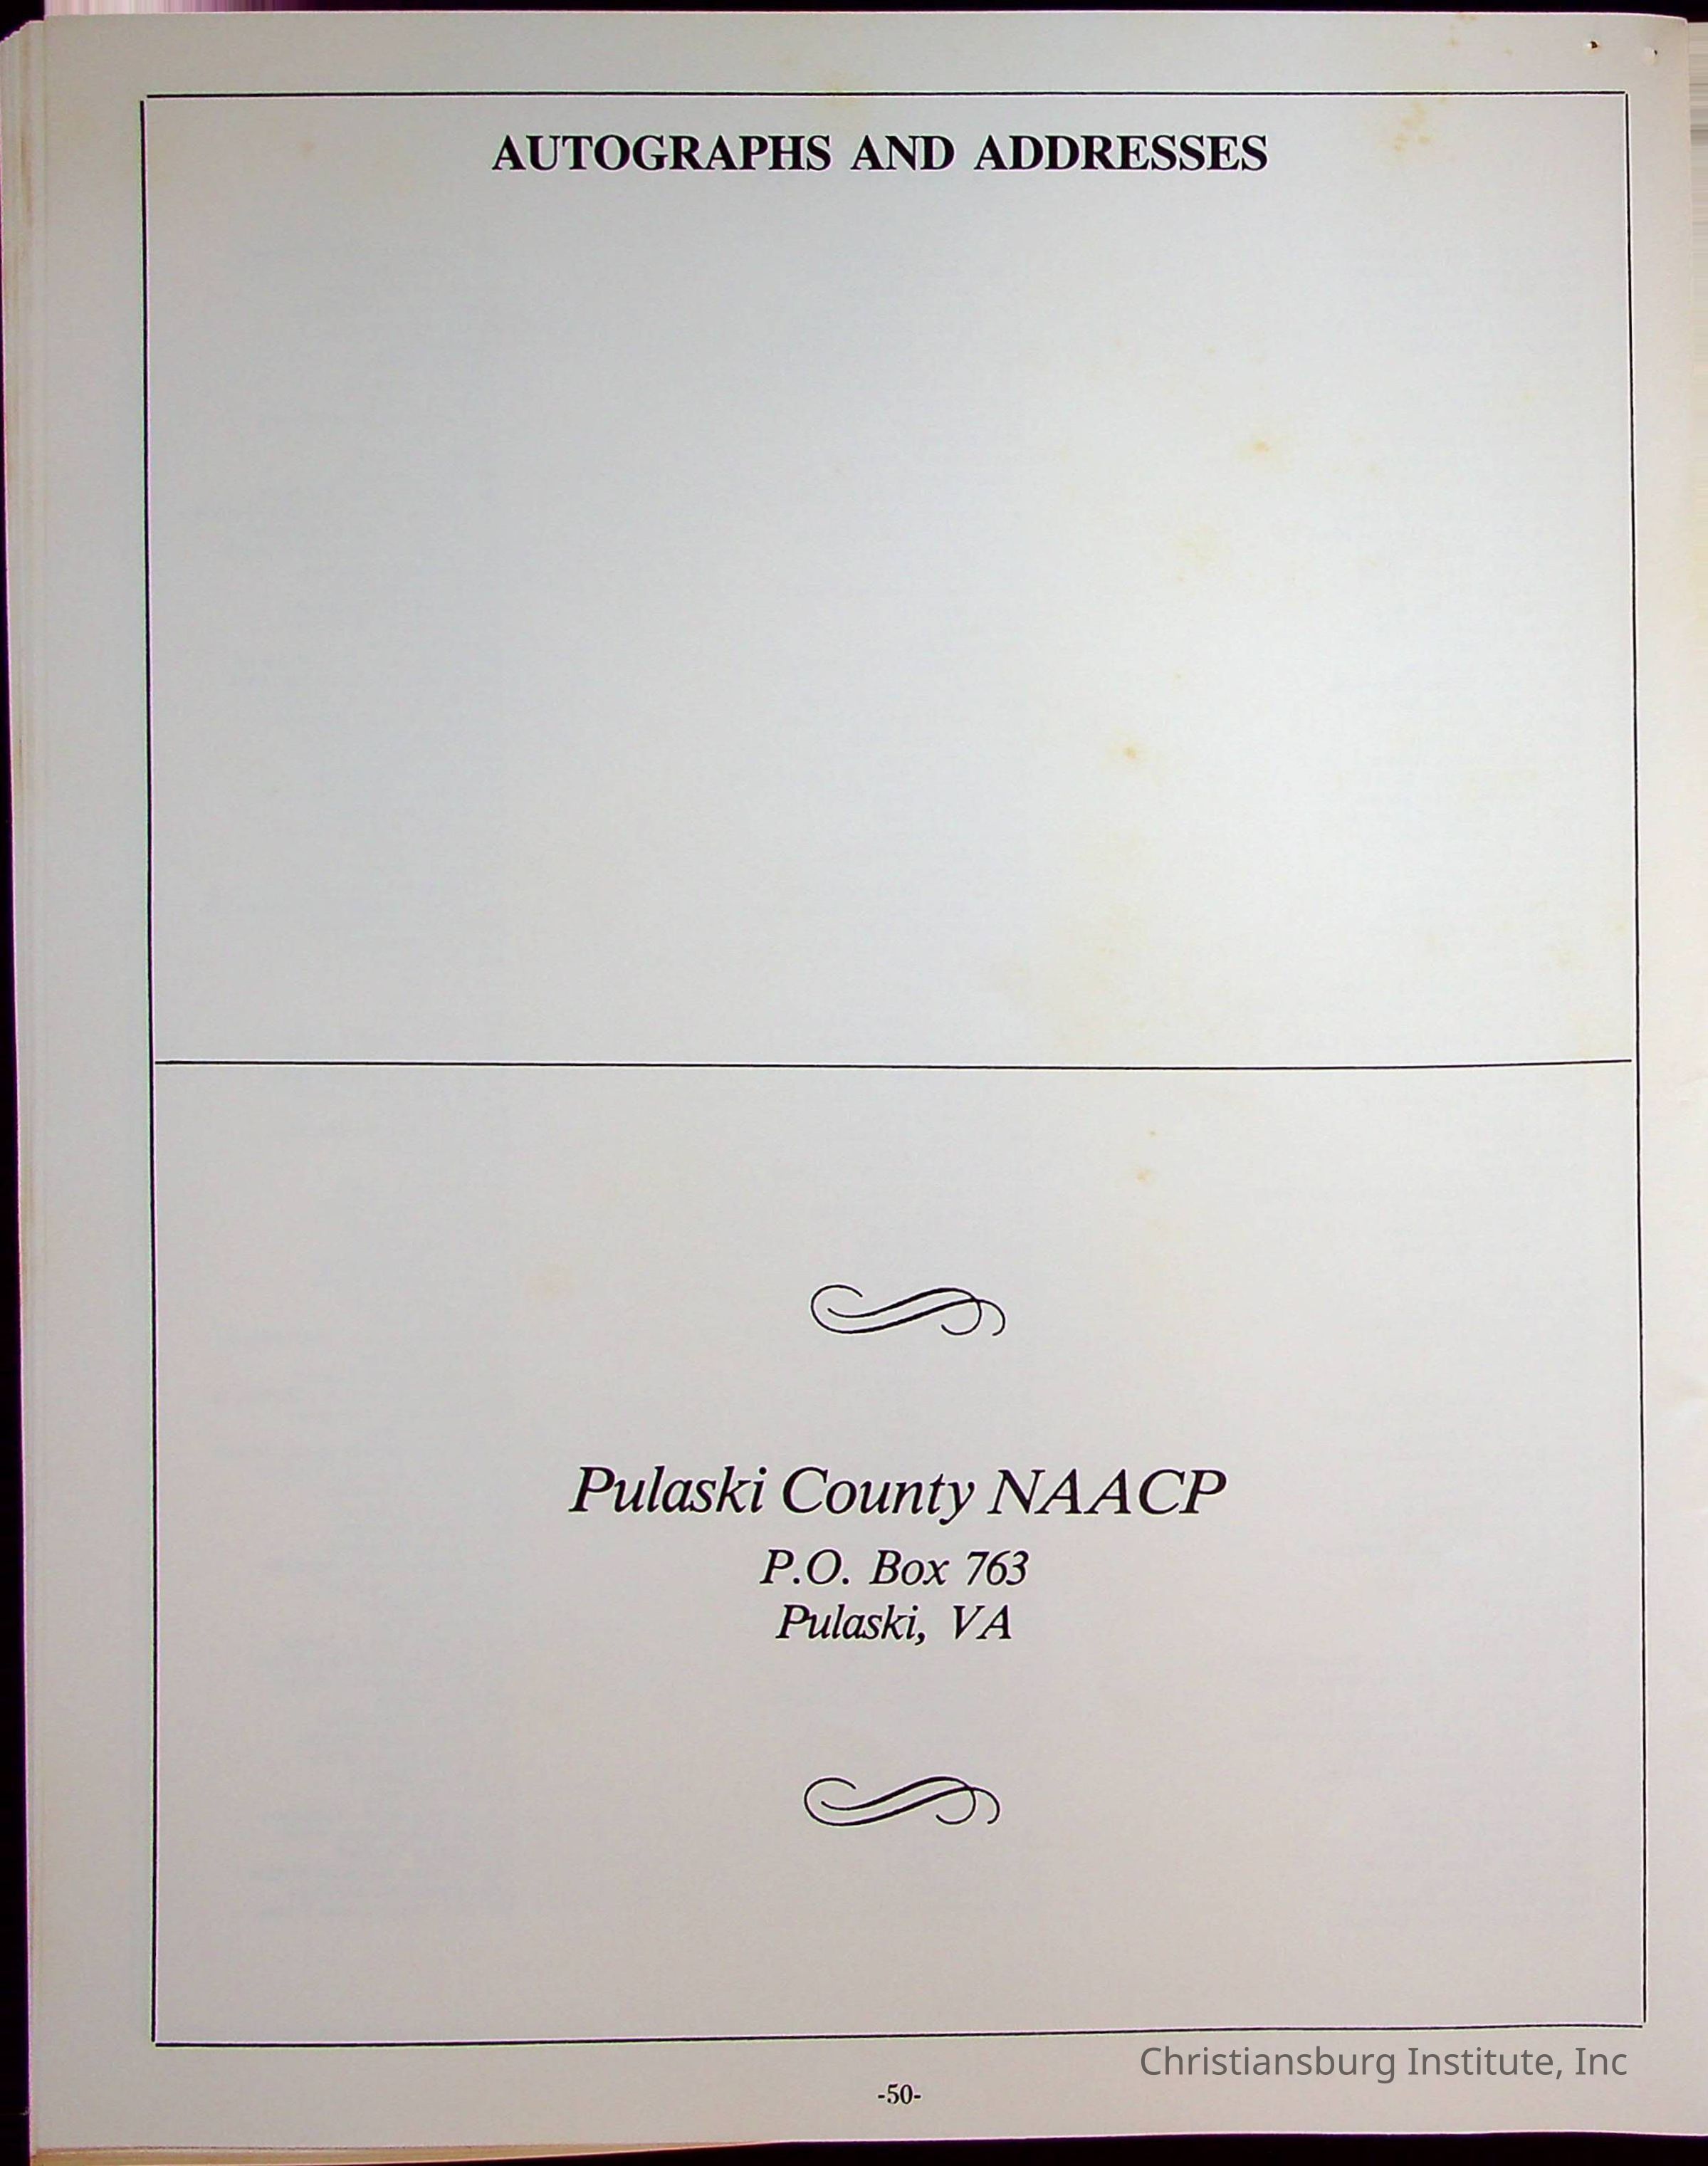 AUTOGRAPHS AND ADDRESSES
Pulaski County NAACP
P.O. Box 763
Pulaski, VA
Christiansburg Institute, Inc
-50-